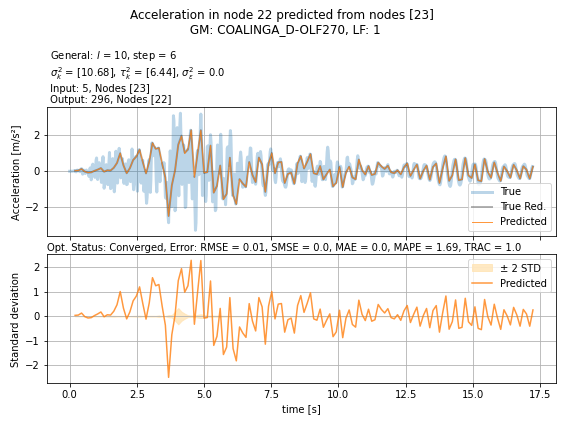 Acceleration in node 22 predicted from nodes [23]
GM: COALINGA_D-OLF270, LF: 1
General: l = 10, step = 6
σ²ₖ = [10.68], τ²ₖ = [6.44], σ²ε = 0.0
Input: 5, Nodes [23]
Output: 296, Nodes [22]
Acceleration [m/s²]
2
0
−2
True
True Red.
Predicted
Opt. Status: Converged, Error: RMSE = 0.01, SMSE = 0.0, MAE = 0.0, MAPE = 1.69, TRAC = 1.0
Standard deviation
2
1
0
−1
−2
± 2 STD
Predicted
0.0 2.5 5.0 7.5 10.0 12.5 15.0 17.5
time [s]